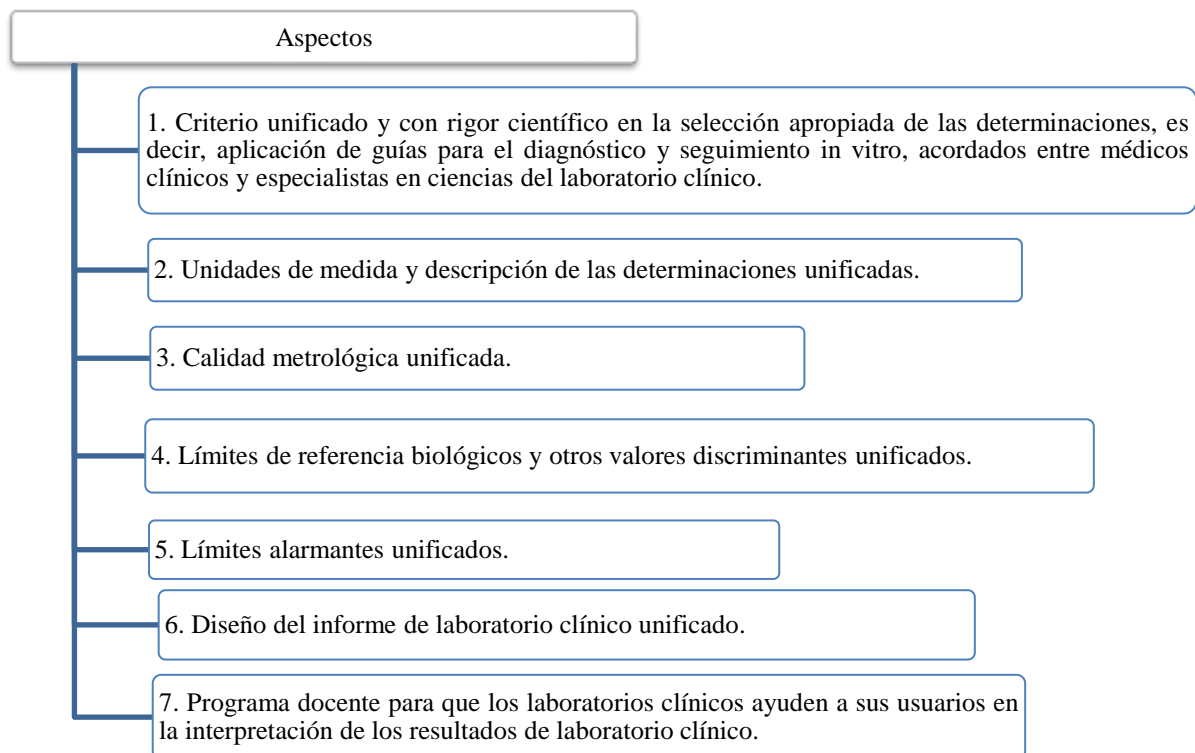 Aspectos
1. Criterio unificado y con rigor científico en la selección apropiada de las determinaciones, es
decir, aplicación de guías para el diagnóstico y seguimiento in vitro, acordados entre médicos
clínicos y especialistas en ciencias del laboratorio clínico.
2. Unidades de medida y descripción de las determinaciones unificadas.
3. Calidad metrológica unificada.
4. Límites de referencia biológicos y otros valores discriminantes unificados.
5. Límites alarmantes unificados.
6. Diseño del informe de laboratorio clínico unificado.
7. Programa docente para que los laboratorios clínicos ayuden a sus usuarios en
la interpretación de los resultados de laboratorio clínico.